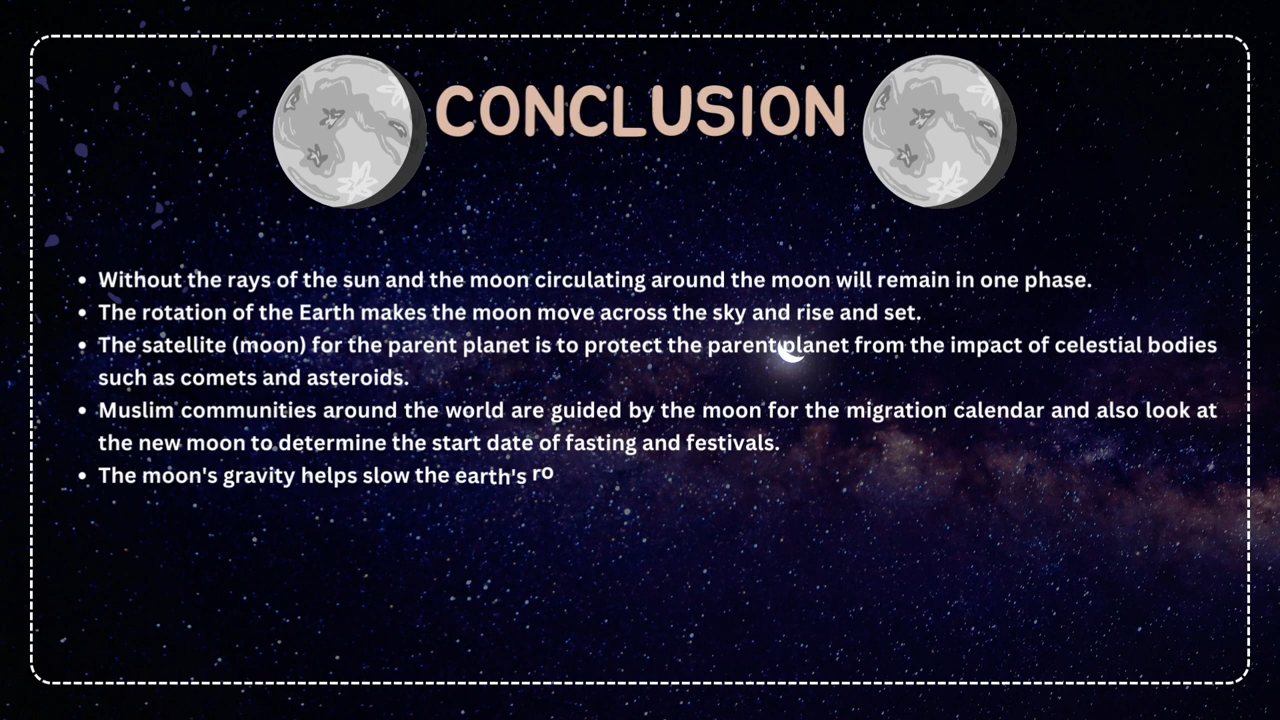 CONCLUSION
• Without the rays of the sun and the moon circulating around the moon will remain in one phase.
• The rotation of the Earth makes the moon move across the sky and rise and set.
• The satellite (moon) for the parent planet is to protect the parent planet from the impact of celestial bodies
such as comets and asteroids.
• Muslim communities around the world are guided by the moon for the migration calendar and also look at
the new moon to determine the start date of fasting and festivals.
• The moon's gravity helps slow the earth's ro